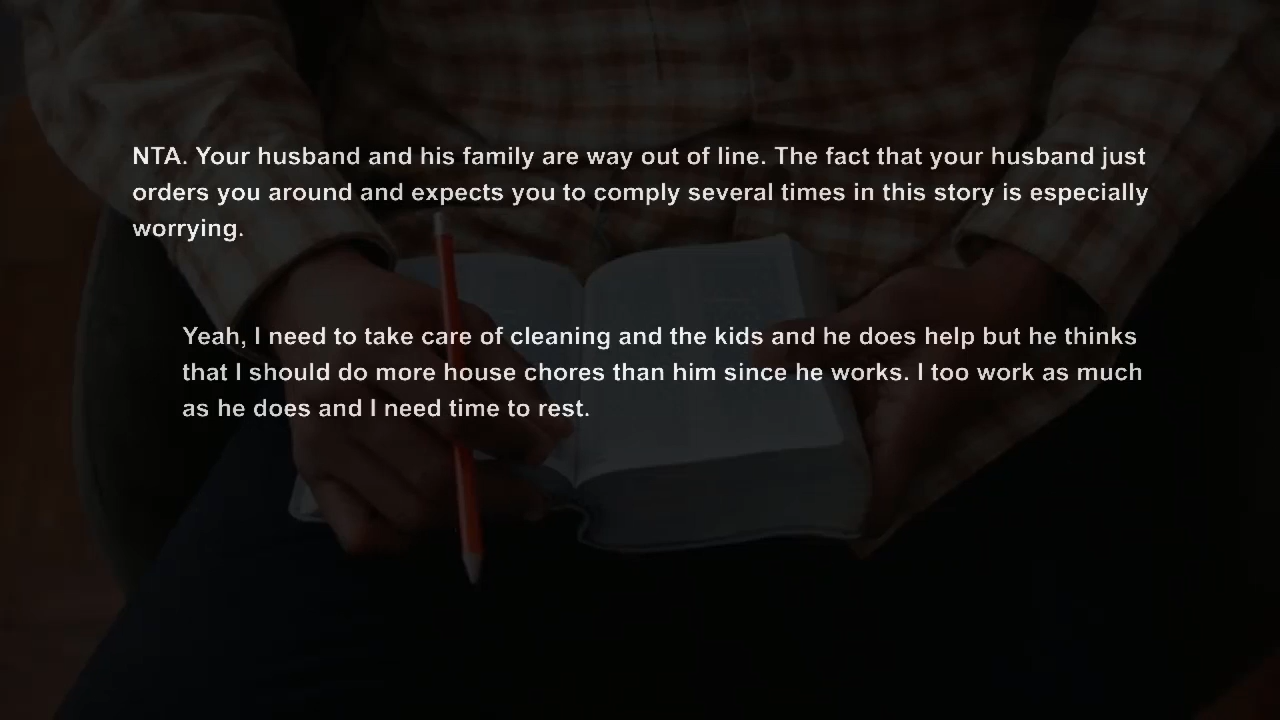 NTA. Your husband and his family are way out of line. The fact that your husband just
orders you around and expects you to comply several times in this story is especially
worrying.
Yeah, I need to take care of cleaning and the kids and he does help but he thinks
that I should do more house chores than him since he works. I too work as much
as he does and I need time to rest.